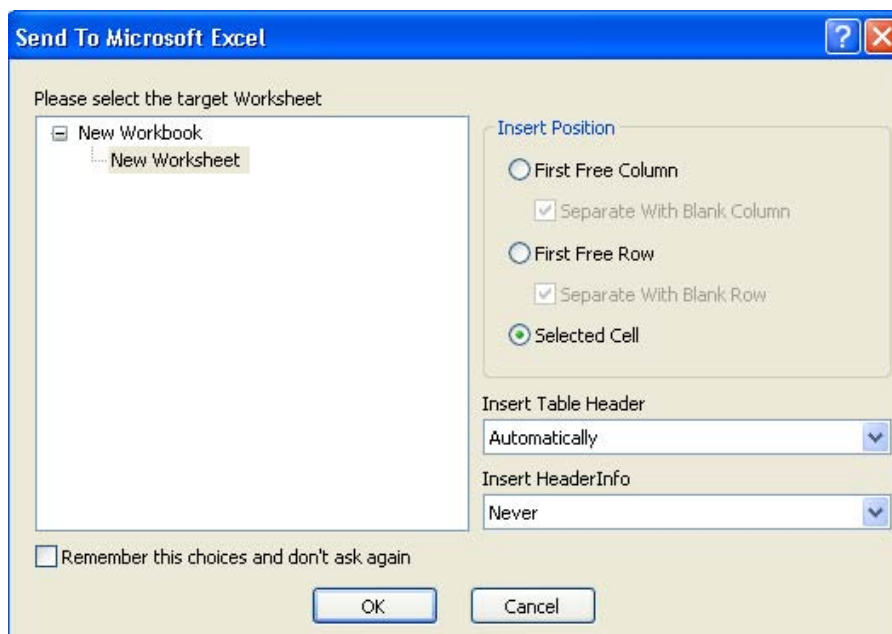 Send To Microsoft Excel
Please select the target Worksheet
New Workbook
New Worksheet
Insert Position
First Free Column
Separate With Blank Column
First Free Row
Separate With Blank Row
Selected Cell
Insert Table Header
Automatically
Insert HeaderInfo
Never
Remember this choices and don't ask again
OK
Cancel